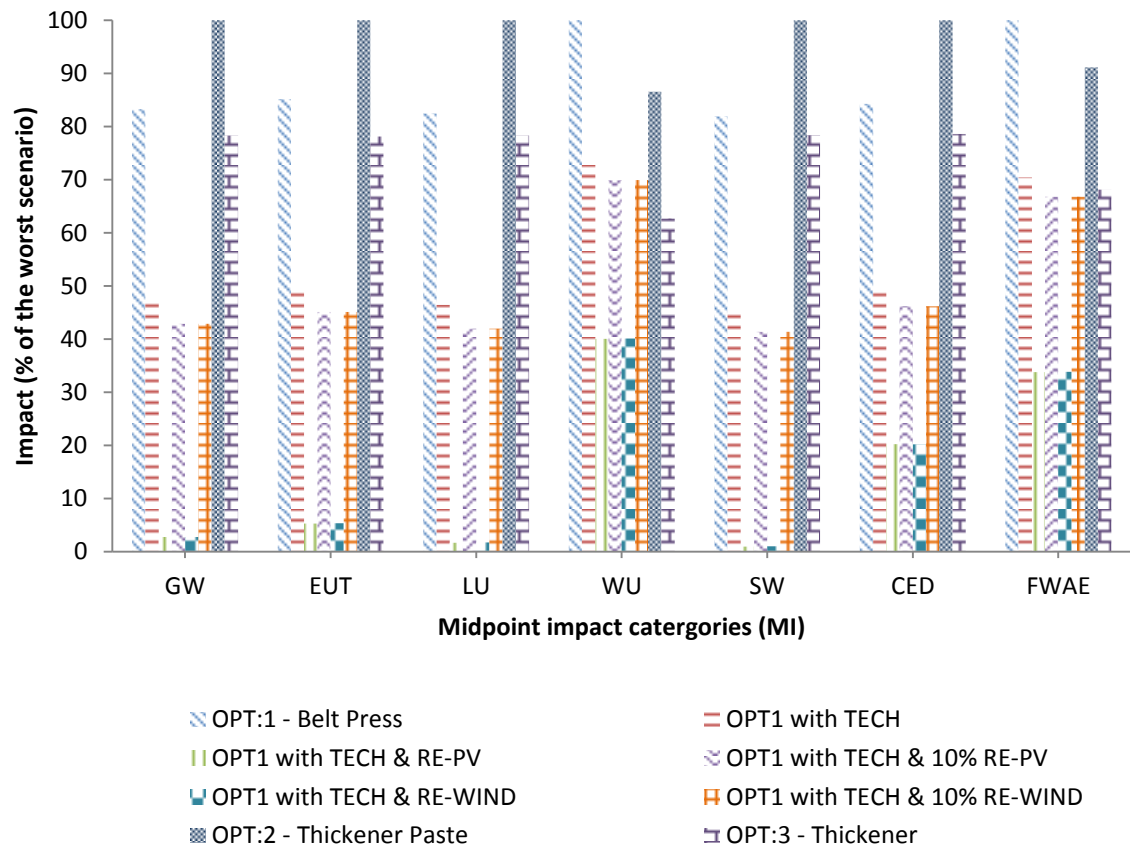 Impact (% of the worst scenario)
100
90
80
70
60
50
40
30
20
10
0
GW EUT LU WU SW CED FWAE
Midpoint impact catergories (MI)
OPT:1 - Belt Press OPT1 with TECH
OPT1 with TECH & RE-PV OPT1 with TECH & 10% RE-PV
OPT1 with TECH & RE-WIND OPT1 with TECH & 10% RE-WIND
OPT:2 - Thickener Paste OPT:3 - Thickener